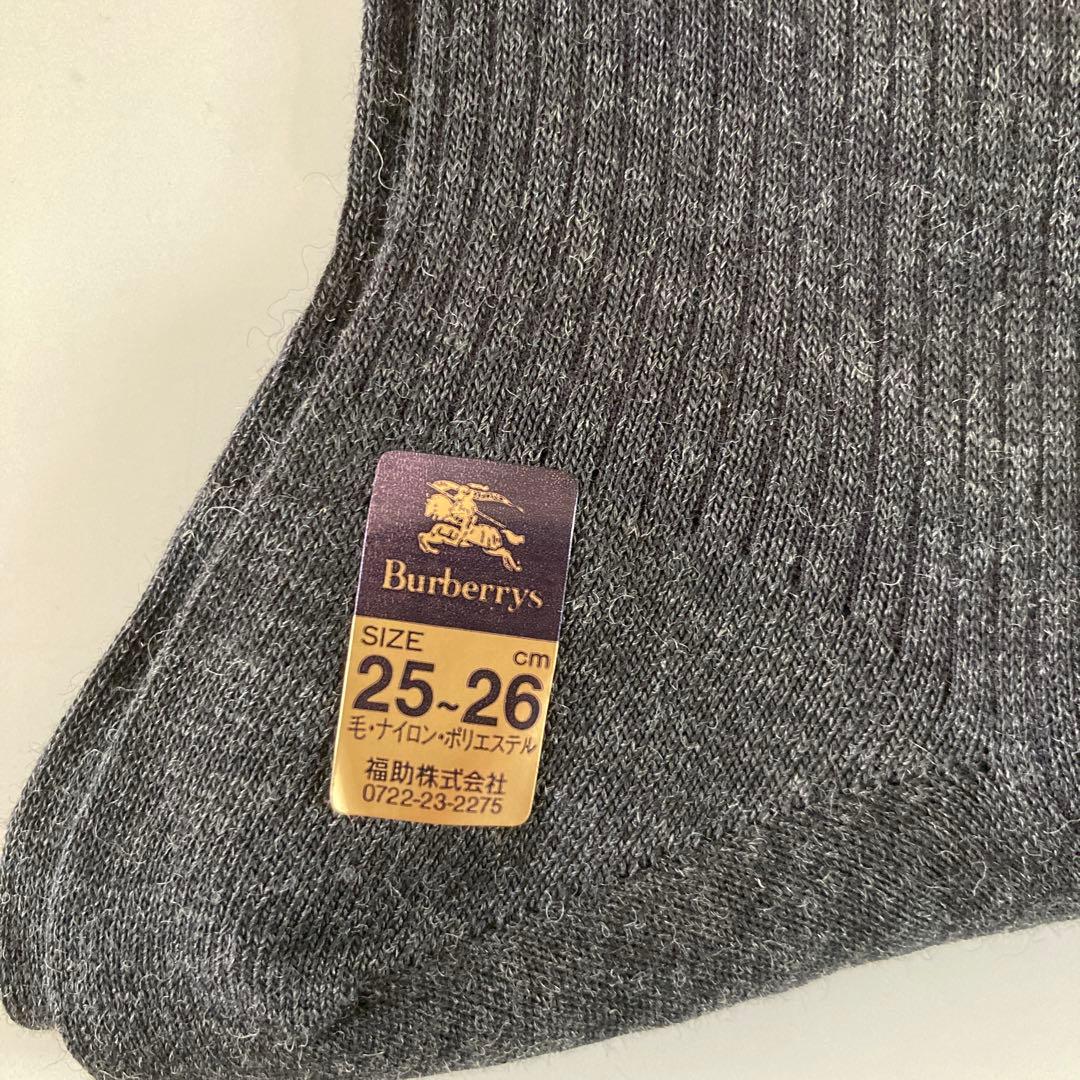 Burberrys
SIZE
cm
25~26
毛・ナイロン・ポリエステル
福助株式会社
0722-23-2275